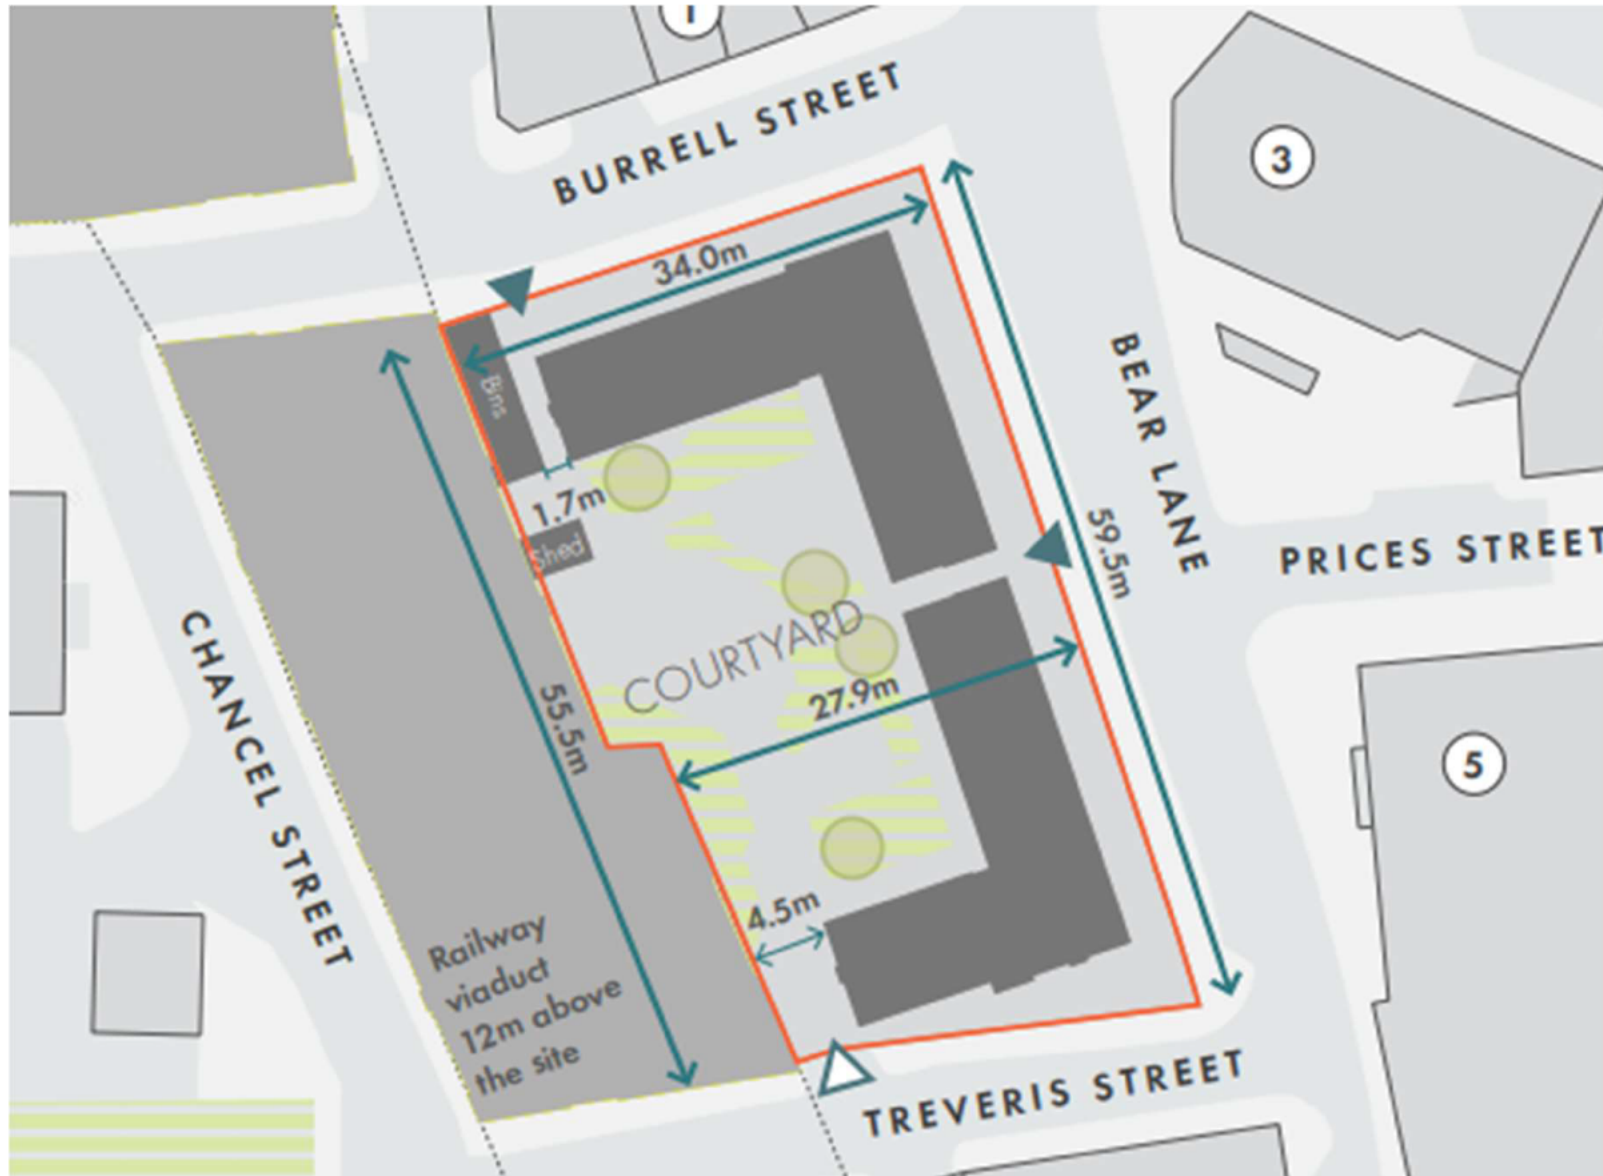 1
BURRELL STREET
3
34.0m
Bins
BEAR LANE
1.7m
Shed
59.5m
PRICES STREET
COURTYARD
CHANCEL STREET
55.5m
27.9m
5
4.5m
Railway
viaduct
12m above
the site
TREVERIS STREET